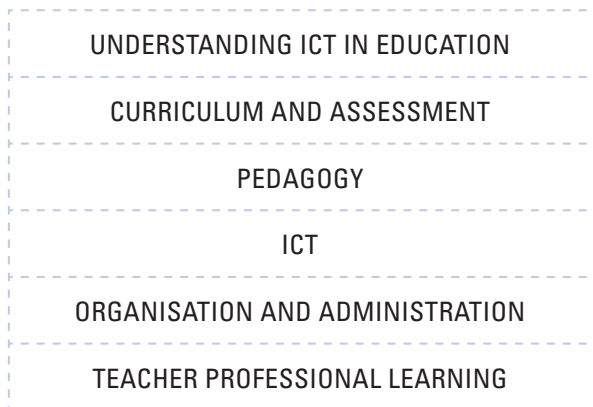 UNDERSTANDING ICT IN EDUCATION
CURRICULUM AND ASSESSMENT
PEDAGOGY
ICT
ORGANISATION AND ADMINISTRATION
TEACHER PROFESSIONAL LEARNING